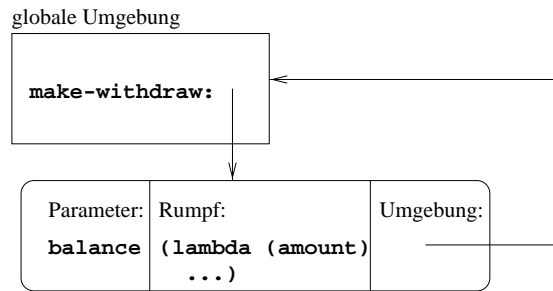 globale Umgebung
make-withdraw:
Parameter: Rumpf: Umgebung:
balance (lambda (amount)
...)